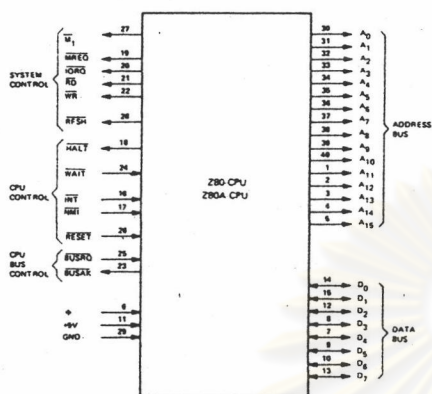 SYSTEM
CONTROL
M1 27
MREQ 19
IORQ 20
RD 21
WR 22
RFSH 28
CPU
CONTROL
HALT 18
WAIT 24
INT 16
NMI 17
RESET 26
CPU
BUS
CONTROL
BUSRQ 25
BUSAK 23
Φ 6
+5V 11
GND 29
Z80-CPU
Z80A CPU
30 A0
31 A1
32 A2
33 A3
34 A4
35 A5
36 A6
37 A7
38 A8
39 A9
40 A10
1 A11
2 A12
3 A13
4 A14
5 A15
ADDRESS
BUS
14 D0
15 D1
12 D2
8 D3
7 D4
9 D5
10 D6
13 D7
DATA
BUS